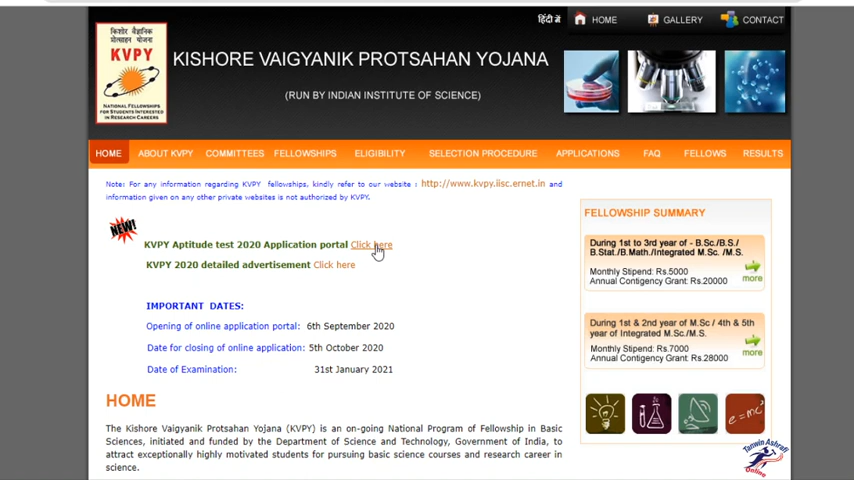 हिंदी में HOME GALLERY CONTACT
किशोर वैज्ञानिक
प्रोत्साहन योजना
KVPY
NATIONAL FELLOWSHIPS
FOR STUDENTS INTERESTED
IN RESEARCH CAREERS
KISHORE VAIGYANIK PROTSAHAN YOJANA
(RUN BY INDIAN INSTITUTE OF SCIENCE)
HOME ABOUT KVPY COMMITTEES FELLOWSHIPS ELIGIBILITY SELECTION PROCEDURE APPLICATIONS FAQ FELLOWS RESULTS
Note: For any information regarding KVPY fellowships, kindly refer to our website : http://www.kvpy.iisc.ernet.in and
information given on any other private websites is not authorized by KVPY.
NEW!
KVPY Aptitude test 2020 Application portal Click here
KVPY 2020 detailed advertisement Click here
IMPORTANT DATES:
Opening of online application portal: 6th September 2020
Date for closing of online application: 5th October 2020
Date of Examination: 31st January 2021
HOME
The Kishore Vaigyanik Protsahan Yojana (KVPY) is an on-going National Program of Fellowship in Basic
Sciences, initiated and funded by the Department of Science and Technology, Government of India, to
attract exceptionally highly motivated students for pursuing basic science courses and research career in
science.
FELLOWSHIP SUMMARY
During 1st to 3rd year of - B.Sc./B.S./
B.Stat./B.Math./Integrated M.Sc. /M.S.
Monthly Stipend: Rs.5000
Annual Contigency Grant: Rs.20000
more
During 1st & 2nd year of M.Sc / 4th & 5th
year of Integrated M.Sc./M.S.
Monthly Stipend: Rs.7000
Annual Contigency Grant: Rs.28000
more
e=mc²
Tanwin Ashrafi
Online